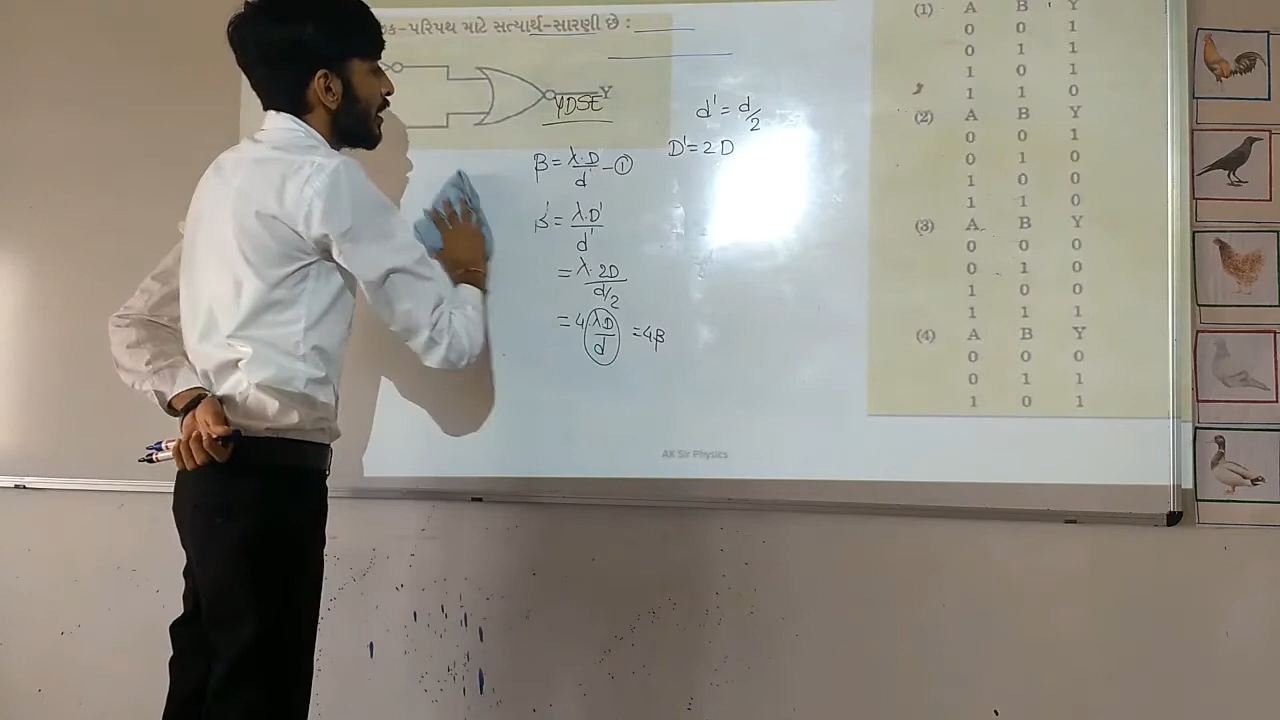 ક-પરિપથ માટે સત્યાર્થ-સારણી છે :
Y
YDSE
β = λ.D/d - ①
β' = λ.D'/d'
= λ.2D/d/2
= 4 λD/d = 4β
d' = d/2
D' = 2D
(1) A B Y
0 0 1
0 1 1
1 0 1
1 1 0
(2) A B Y
0 0 1
0 1 0
1 0 0
1 1 0
(3) A B Y
0 0 0
0 1 0
1 0 0
1 1 1
(4) A B Y
0 0 0
0 1 1
1 0 1
AK Sir Physics